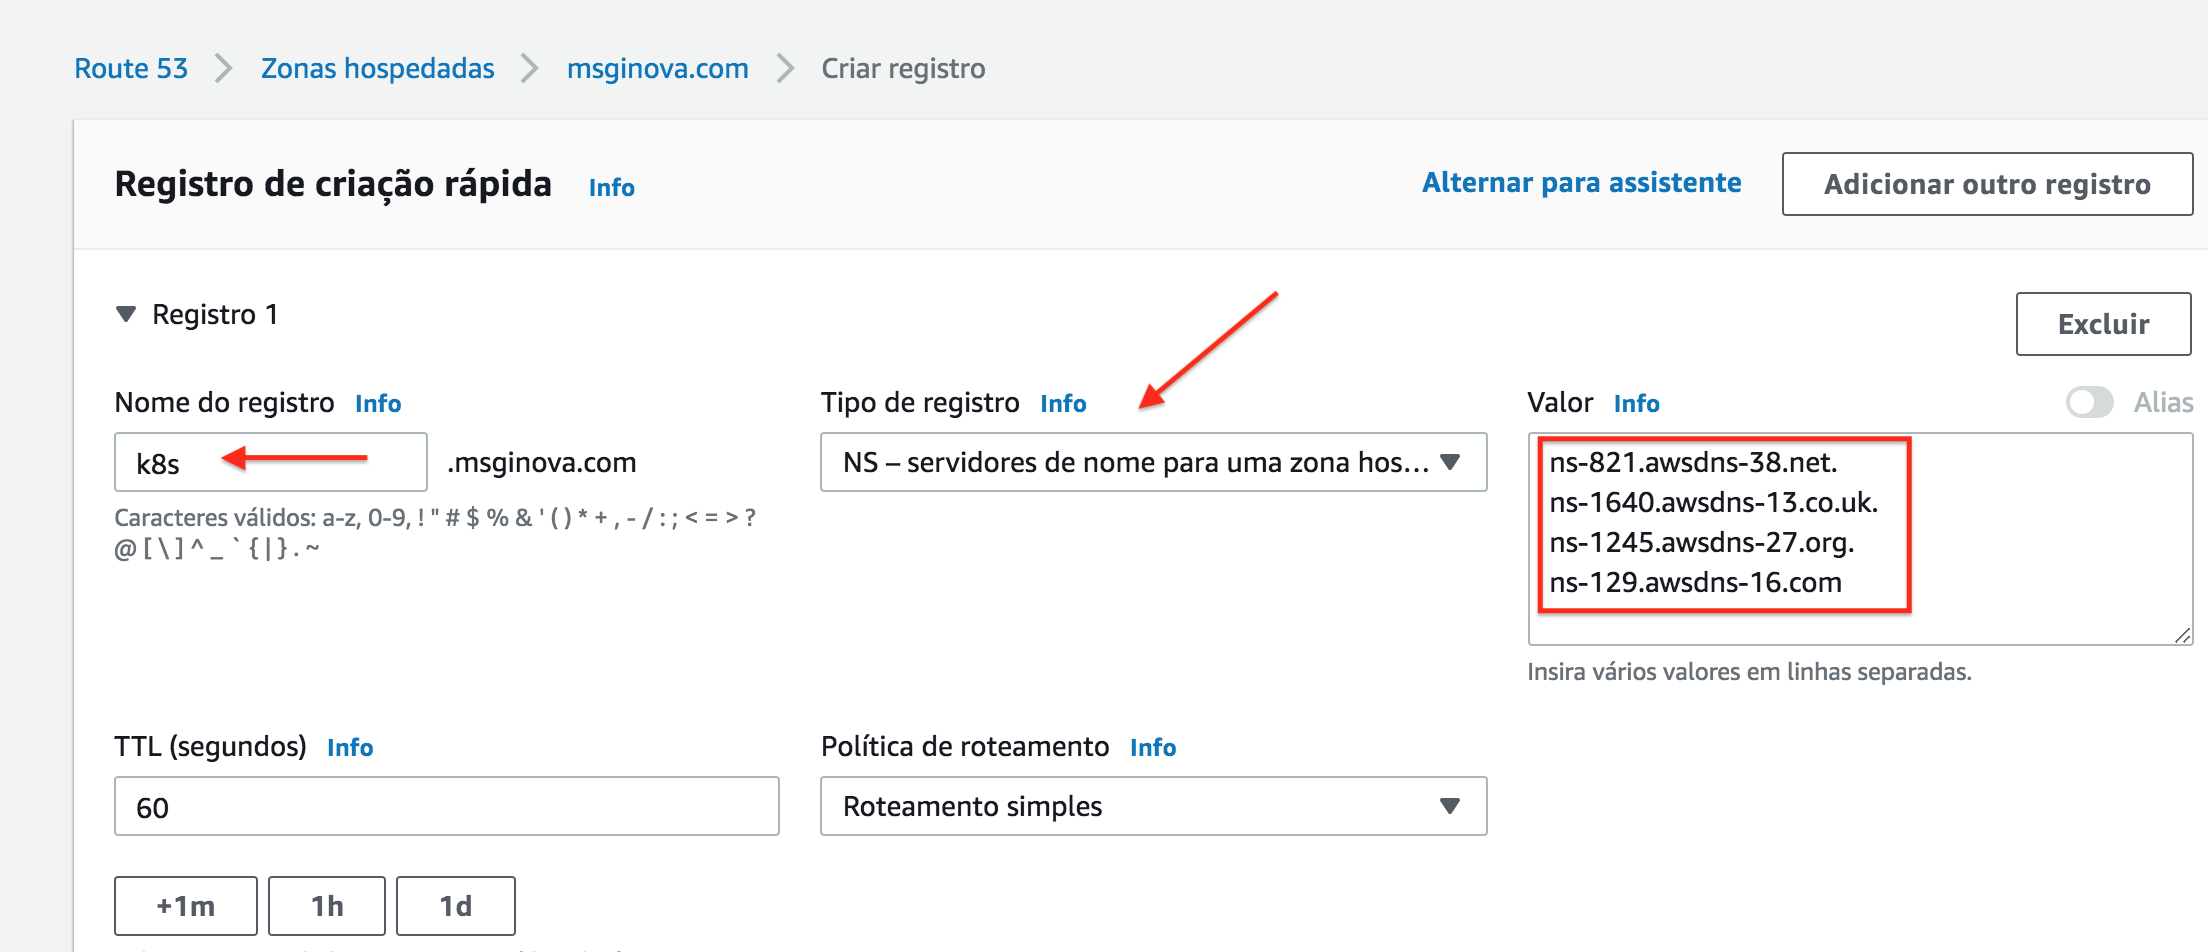 Route 53 Zonas hospedadas msginova.com Criar registro
Registro de criação rápida Info
Alternar para assistente
Adicionar outro registro
Registro 1
Excluir
Nome do registro Info
k8s
.msginova.com
Caracteres válidos: a-z, 0-9, ! " # $ % & ' ( ) * + , - / : ; < = > ?
@ [ \ ] ^ _ ` { | } . ~
Tipo de registro Info
NS – servidores de nome para uma zona hos...
Valor Info
Alias
ns-821.awsdns-38.net.
ns-1640.awsdns-13.co.uk.
ns-1245.awsdns-27.org.
ns-129.awsdns-16.com
Insira vários valores em linhas separadas.
TTL (segundos) Info
60
+1m
1h
1d
Política de roteamento Info
Roteamento simples